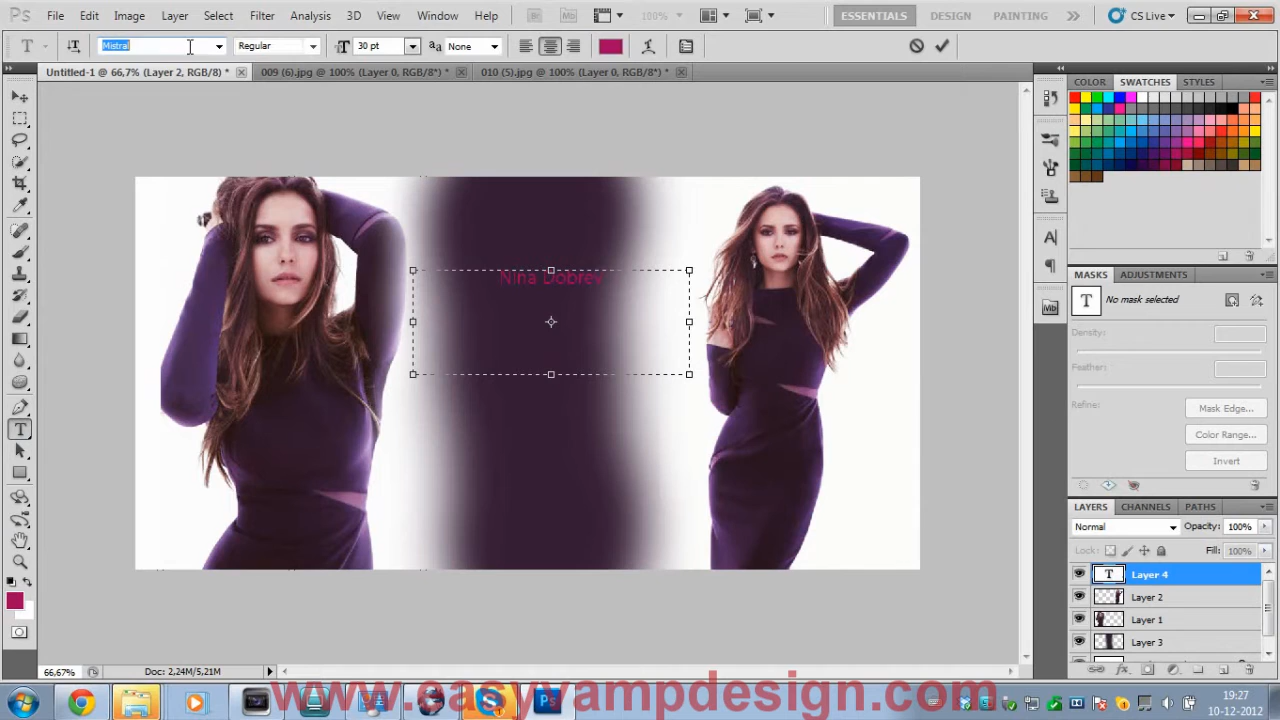 Ps File Edit Image Layer Select Filter Analysis 3D View Window Help 100% ESSENTIALS DESIGN PAINTING CS Live
T Mistral Regular 30 pt aa None
Untitled-1 @ 66,7% (Layer 2, RGB/8) * 009 (6).jpg @ 100% (Layer 0, RGB/8*) * 010 (5).jpg @ 100% (Layer 0, RGB/8*) *
COLOR SWATCHES STYLES
Nina Dobrev
MASKS ADJUSTMENTS
T No mask selected
Density:
Feather:
Refine: Mask Edge...
Color Range...
Invert
LAYERS CHANNELS PATHS
Normal Opacity: 100%
Lock: Fill: 100%
T Layer 4
Layer 2
Layer 1
Layer 3
66,67% Doc: 2,24M/5,21M
www.easyvampdesign.com
19:27
10-12-2012